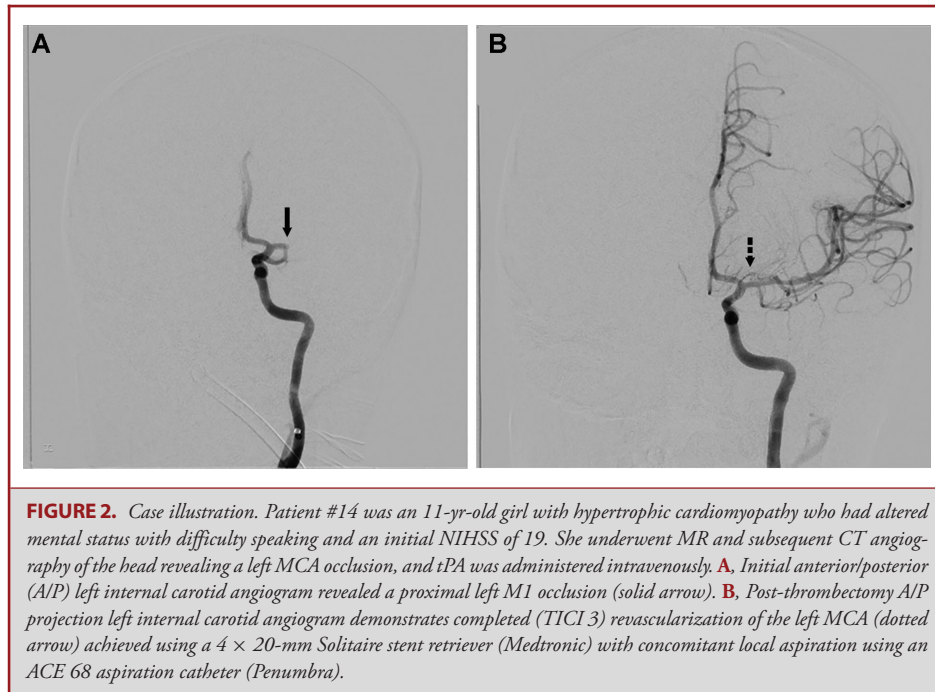 A
B
FIGURE 2. Case illustration. Patient #14 was an 11-yr-old girl with hypertrophic cardiomyopathy who had altered
mental status with difficulty speaking and an initial NIHSS of 19. She underwent MR and subsequent CT angiog-
raphy of the head revealing a left MCA occlusion, and tPA was administered intravenously. A, Initial anterior/posterior
(A/P) left internal carotid angiogram revealed a proximal left M1 occlusion (solid arrow). B, Post-thrombectomy A/P
projection left internal carotid angiogram demonstrates completed (TICI 3) revascularization of the left MCA (dotted
arrow) achieved using a 4 × 20-mm Solitaire stent retriever (Medtronic) with concomitant local aspiration using an
ACE 68 aspiration catheter (Penumbra).